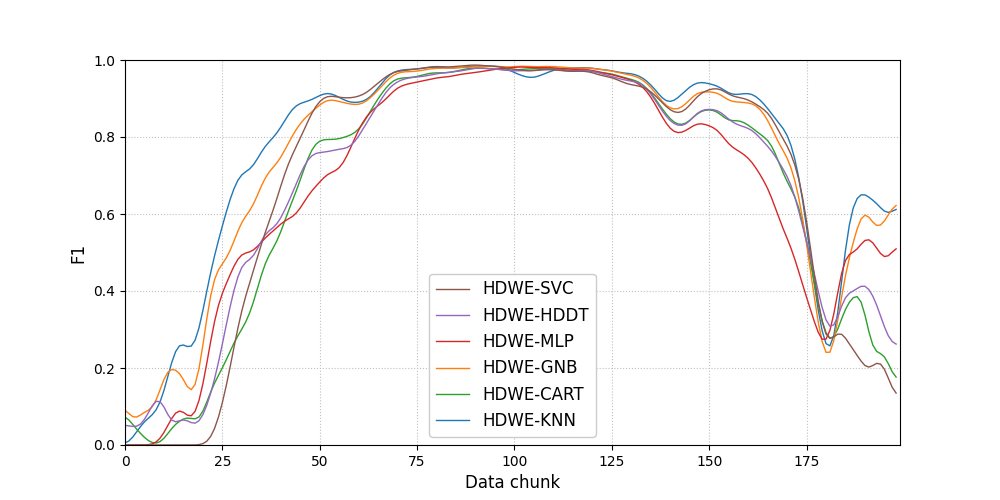 1.0
0.8
0.6
0.4
0.2
0.0
F1
HDWE-SVC
HDWE-HDDT
HDWE-MLP
HDWE-GNB
HDWE-CART
HDWE-KNN
0 25 50 75 100 125 150 175
Data chunk